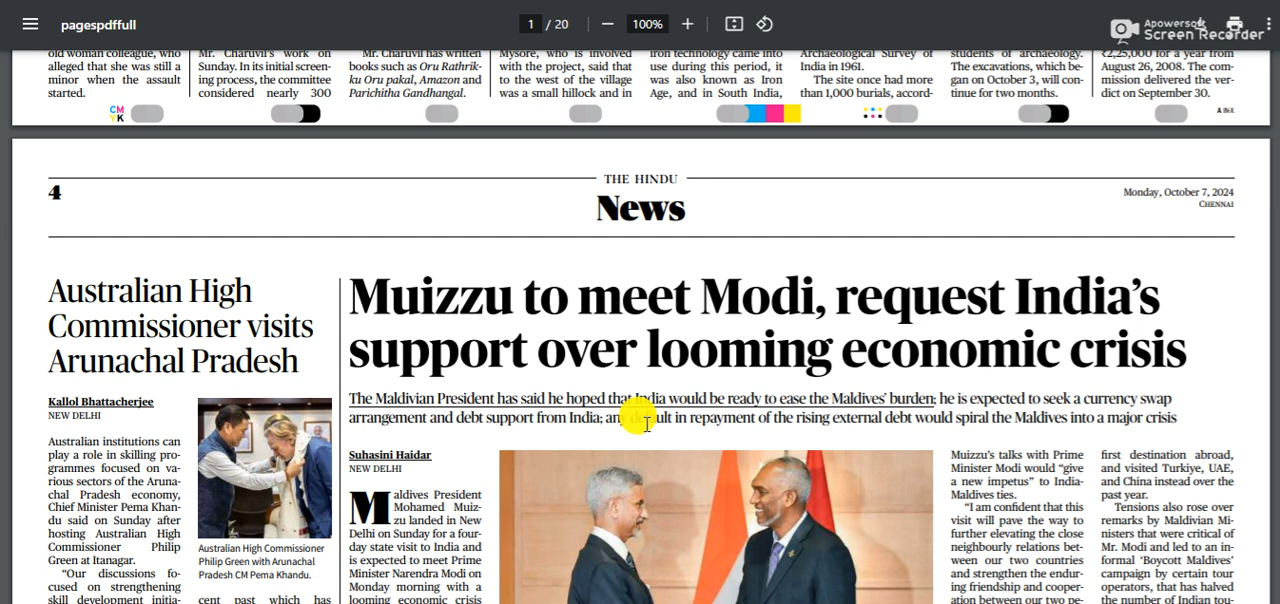 pagespdffull
1 / 20
100%
Apowersoft
Screen Recorder
old woman colleague, who
alleged that she was still a
minor when the assault
started.
Mr. Charuvil's work on
Sunday. In its initial screen-
ing process, the committee
considered nearly 300
Mr. Charuvil has written
books such as Oru Rathrik-
ku Oru pakal, Amazon and
Parichitha Gandhangal.
Mysore, who is involved
with the project, said that
to the west of the village
was a small hillock and in
iron technology came into
use during this period, it
was also known as Iron
Age, and in South India,
Archaeological Survey of
India in 1961.
The site once had more
than 1,000 burials, accord-
students of archaeology.
The excavations, which be-
gan on October 3, will con-
tinue for two months.
₹2,25,000 for a year from
August 26, 2008. The com-
mission delivered the ver-
dict on September 30.
CM
YK
4
THE HINDU
News
Monday, October 7, 2024
CHENNAI
Australian High
Commissioner visits
Arunachal Pradesh
Kallol Bhattacherjee
NEW DELHI
Australian institutions can
play a role in skilling pro-
grammes focused on va-
rious sectors of the Aruna-
chal Pradesh economy,
Chief Minister Pema Khan-
du said on Sunday after
hosting Australian High
Commissioner Philip
Green at Itanagar.
"Our discussions fo-
cused on strengthening
skill development initia-
Australian High Commissioner
Philip Green with Arunachal
Pradesh CM Pema Khandu.
cent past which has
Muizzu to meet Modi, request India's
support over looming economic crisis
The Maldivian President has said he hoped that India would be ready to ease the Maldives' burden; he is expected to seek a currency swap
arrangement and debt support from India; any default in repayment of the rising external debt would spiral the Maldives into a major crisis
Suhasini Haidar
NEW DELHI
Maldives President
Mohamed Muiz-
zu landed in New
Delhi on Sunday for a four-
day state visit to India and
is expected to meet Prime
Minister Narendra Modi on
Monday morning with a
looming economic crisis
Muizzu's talks with Prime
Minister Modi would "give
a new impetus" to India-
Maldives ties.
"I am confident that this
visit will pave the way to
further elevating the close
neighbourly relations bet-
ween our two countries
and strengthen the endur-
ing friendship and cooper-
ation between our two pe-
first destination abroad,
and visited Turkiye, UAE,
and China instead over the
past year.
Tensions also rose over
remarks by Maldivian Mi-
nisters that were critical of
Mr. Modi and led to an in-
formal 'Boycott Maldives'
campaign by certain tour
operators, that has halved
the number of Indian tou-